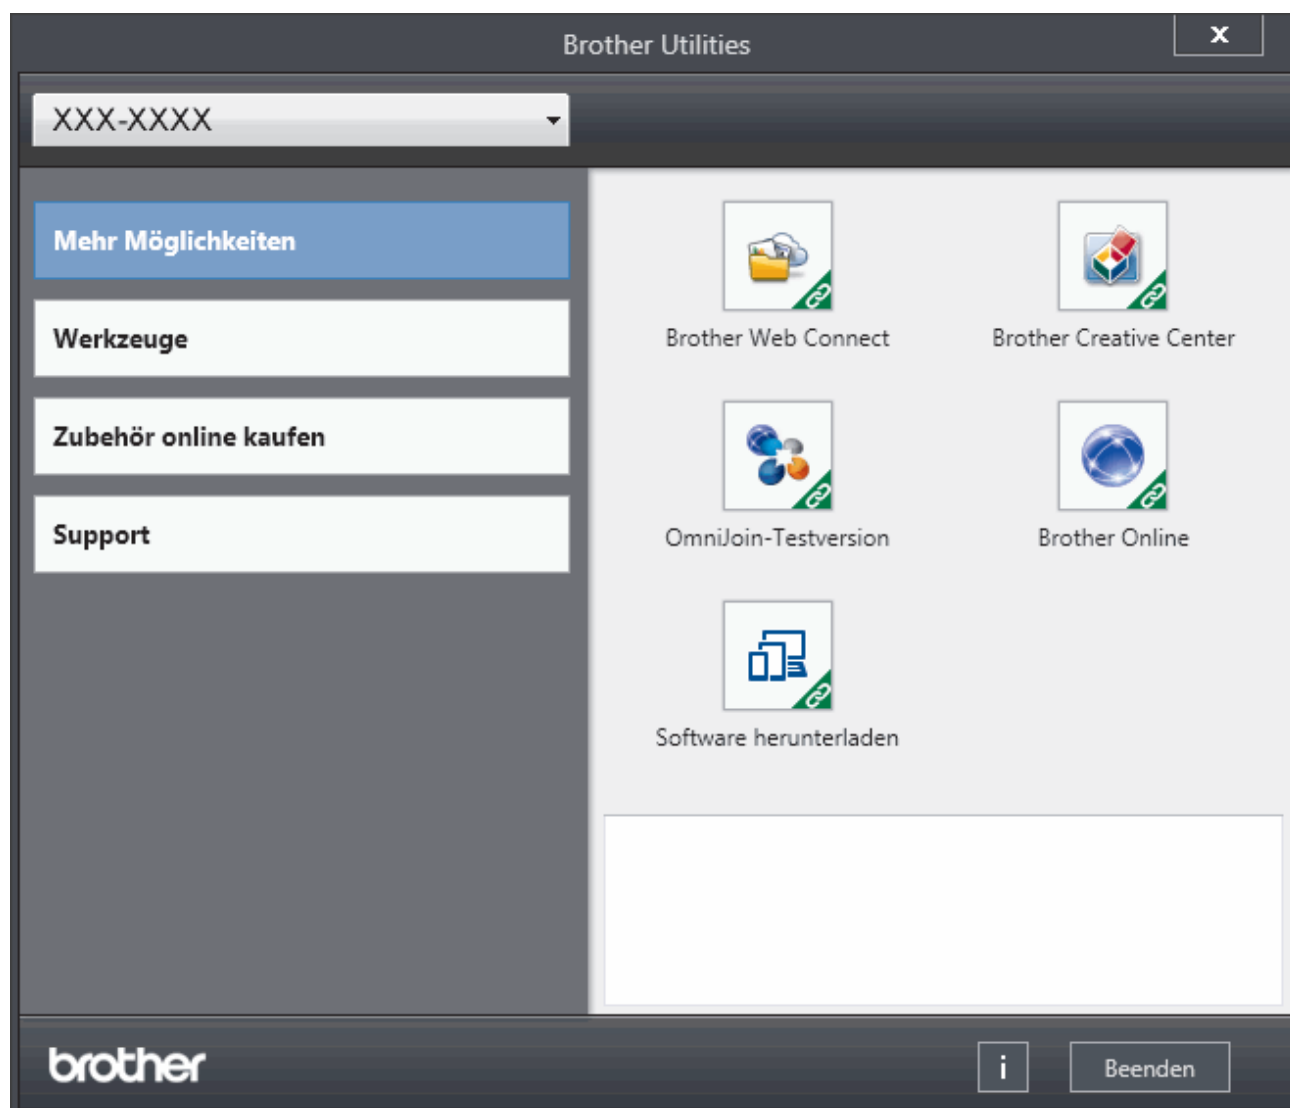 Brother Utilities
x
XXX-XXXX
Mehr Möglichkeiten
Werkzeuge
Zubehör online kaufen
Support
Brother Web Connect
Brother Creative Center
OmniJoin-Testversion
Brother Online
Software herunterladen
brother
i
Beenden